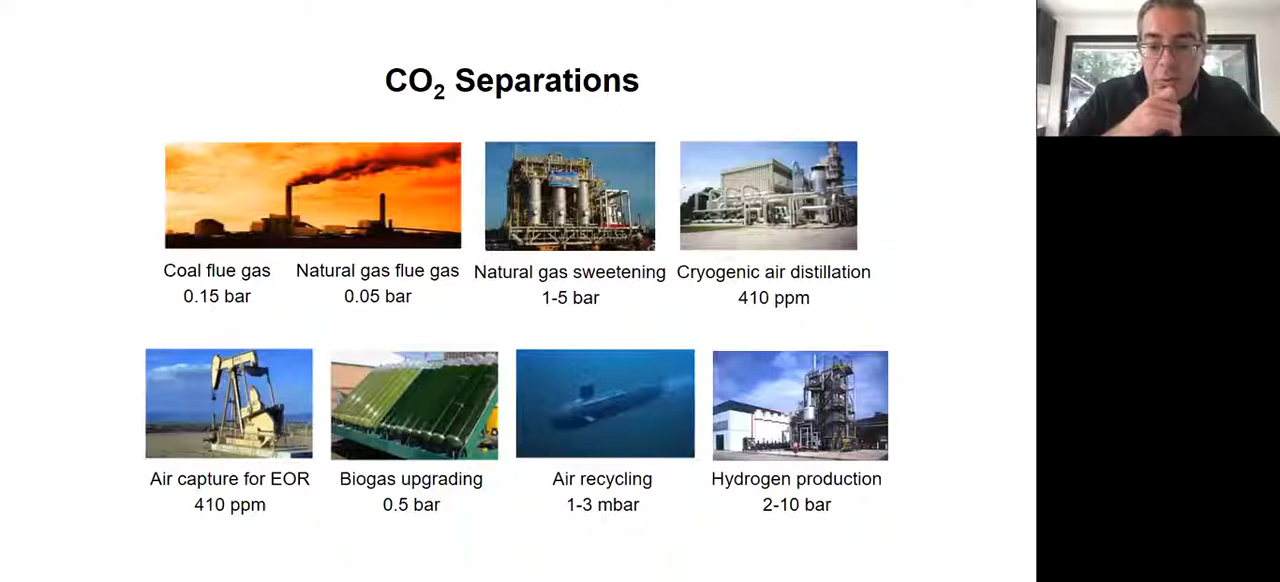 CO₂ Separations
Coal flue gas
0.15 bar
Natural gas flue gas
0.05 bar
Natural gas sweetening
1-5 bar
Cryogenic air distillation
410 ppm
Air capture for EOR
410 ppm
Biogas upgrading
0.5 bar
Air recycling
1-3 mbar
Hydrogen production
2-10 bar